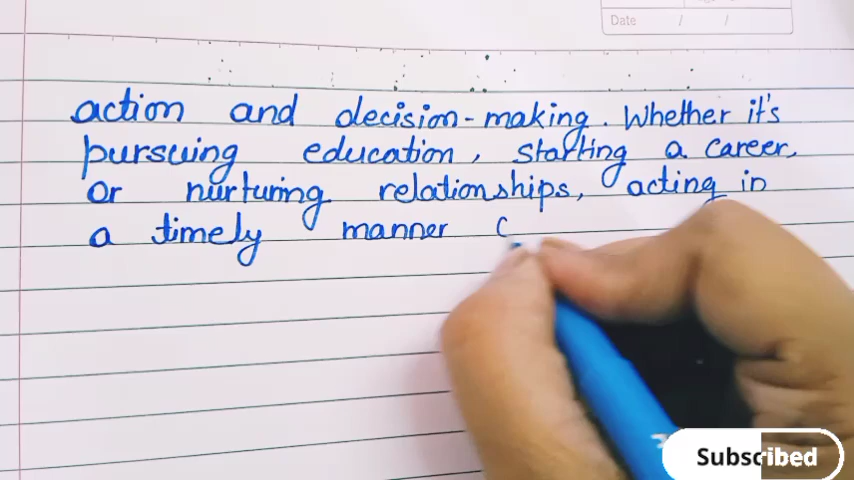 Date / /
action and decision-making. Whether it's
pursuing education, starting a career,
or nurturing relationships, acting in
a timely manner c
Subscribed